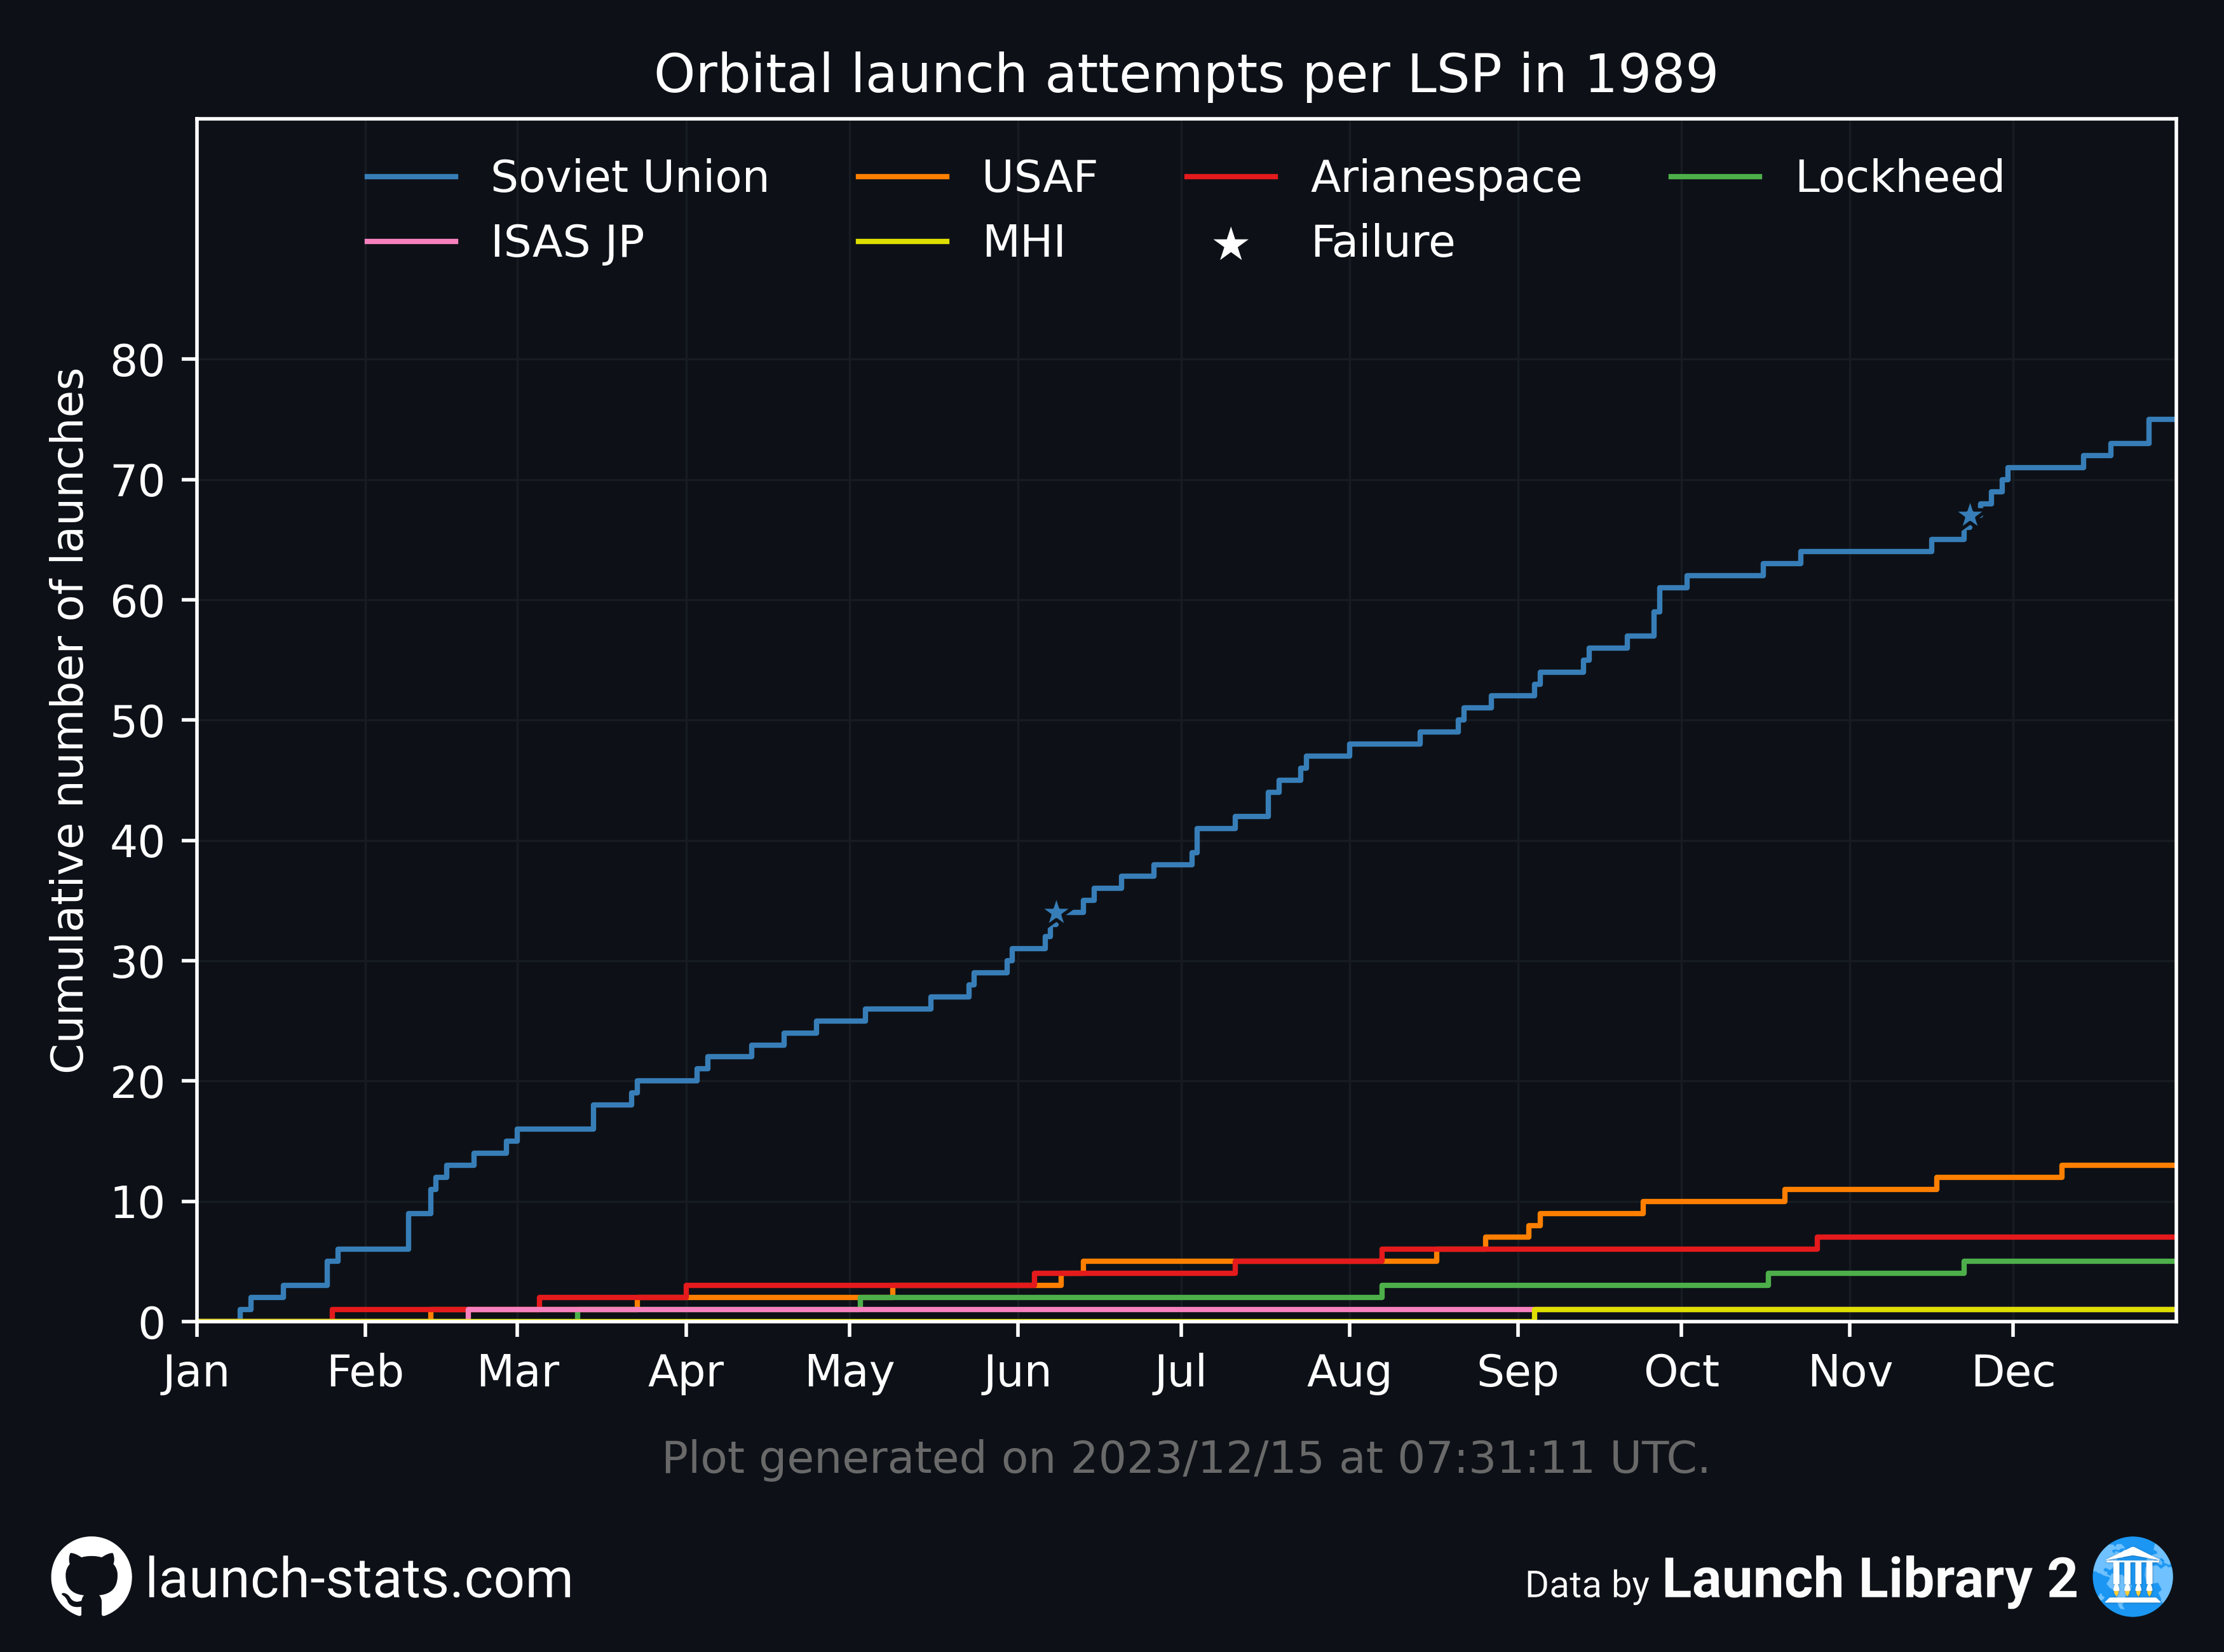 Orbital launch attempts per LSP in 1989
Soviet Union USAF Arianespace Lockheed
ISAS JP MHI Failure
Cumulative number of launches
80
70
60
50
40
30
20
10
0
Jan Feb Mar Apr May Jun Jul Aug Sep Oct Nov Dec
Plot generated on 2023/12/15 at 07:31:11 UTC.
launch-stats.com
Data by Launch Library 2